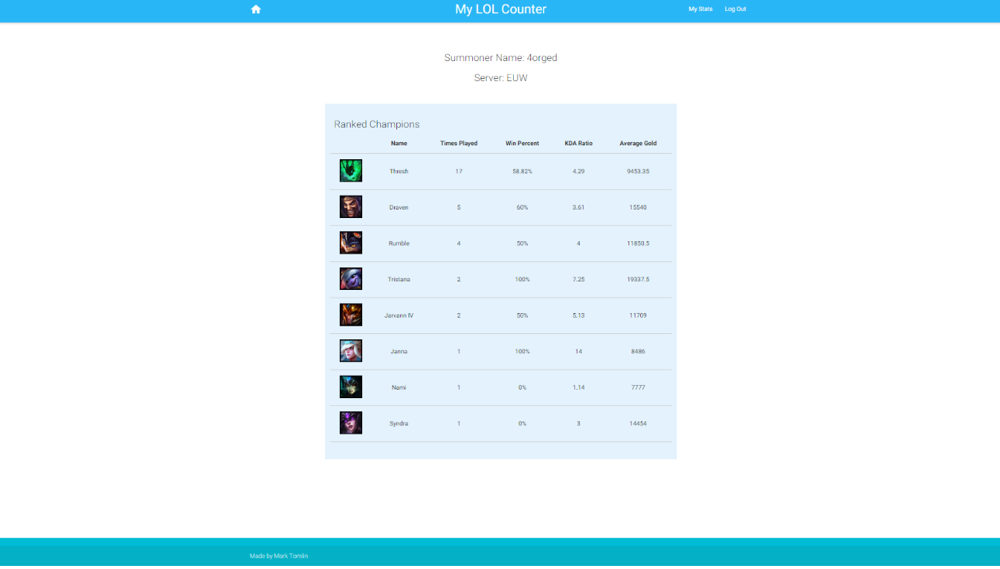 My LOL Counter My Stats Log Out
Summoner Name: 4orged
Server: EUW
Ranked Champions
Name Times Played Win Percent KDA Ratio Average Gold
Thresh 17 58.82% 4.29 9453.35
Draven 5 60% 3.61 15540
Rumble 4 50% 4 11850.5
Tristana 2 100% 7.25 19337.5
Jarvann IV 2 50% 5.13 11709
Janna 1 100% 14 8486
Nami 1 0% 1.14 7777
Syndra 1 0% 3 14454
Made by Mark Tomlin